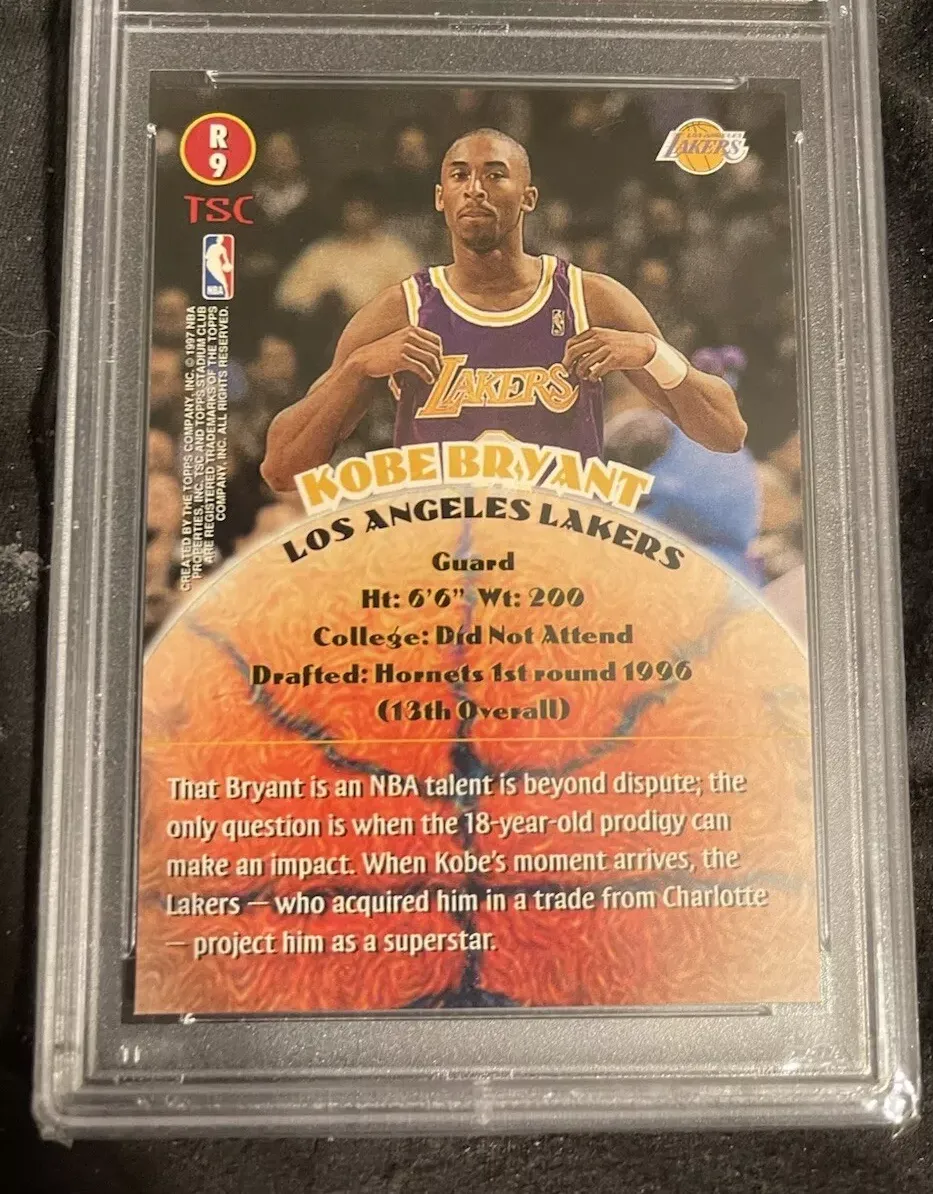 R
9
TSC
NBA
LOS ANGELES
LAKERS
CREATED BY THE TOPPS COMPANY, INC. © 1997 NBA
PROPERTIES, INC. TSC AND TOPPS STADIUM CLUB
ARE REGISTERED TRADEMARKS OF THE TOPPS
COMPANY, INC. ALL RIGHTS RESERVED.
LAKERS
KOBE BRYANT
LOS ANGELES LAKERS
Guard
Ht: 6'6" Wt: 200
College: Did Not Attend
Drafted: Hornets 1st round 1996
(13th Overall)
That Bryant is an NBA talent is beyond dispute; the
only question is when the 18-year-old prodigy can
make an impact. When Kobe's moment arrives, the
Lakers — who acquired him in a trade from Charlotte
— project him as a superstar.